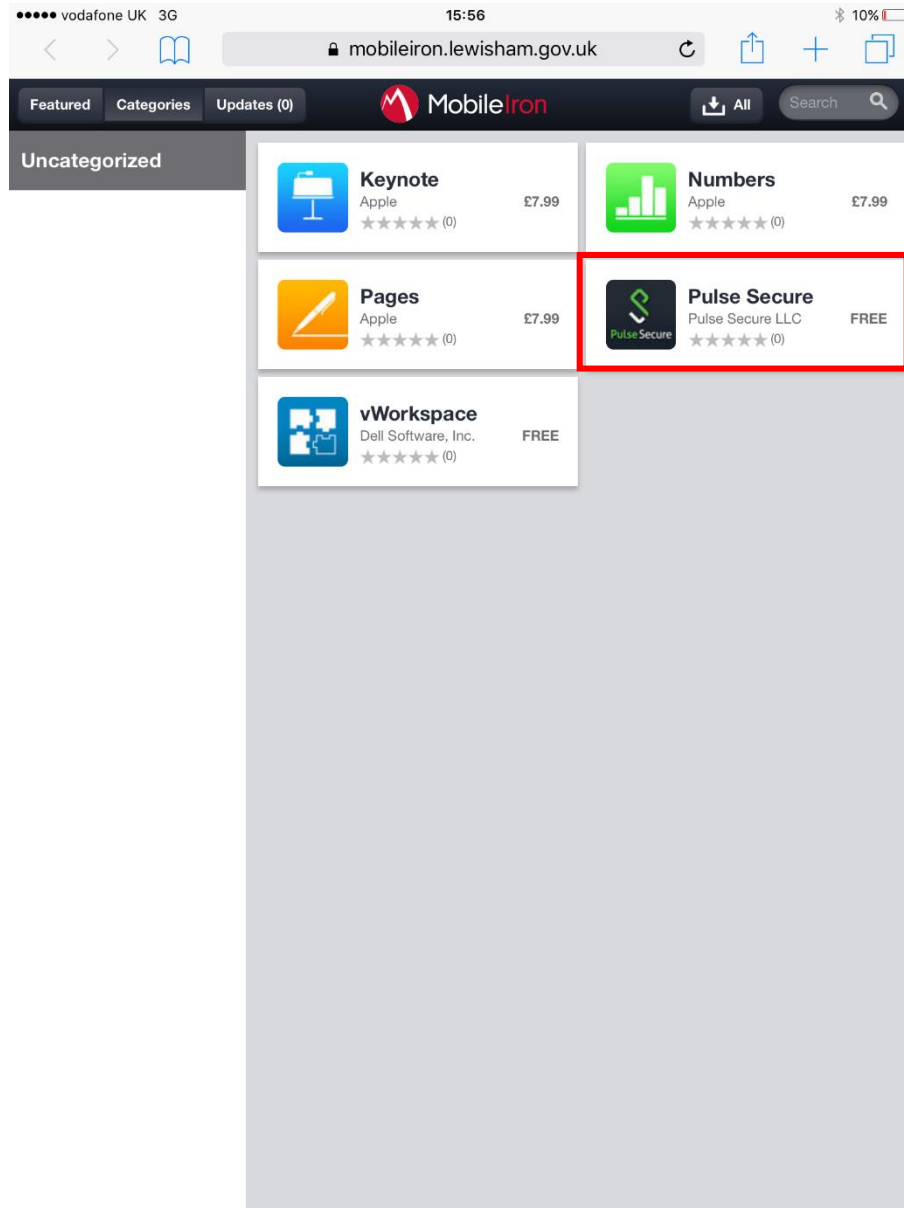 vodafone UK 3G 15:56 10%
mobileiron.lewisham.gov.uk
Featured Categories Updates (0) MobileIron All Search
Uncategorized
Keynote
Apple £7.99
(0)
Numbers
Apple £7.99
(0)
Pages
Apple £7.99
(0)
Pulse Secure
Pulse Secure
Pulse Secure LLC FREE
(0)
vWorkspace
Dell Software, Inc. FREE
(0)